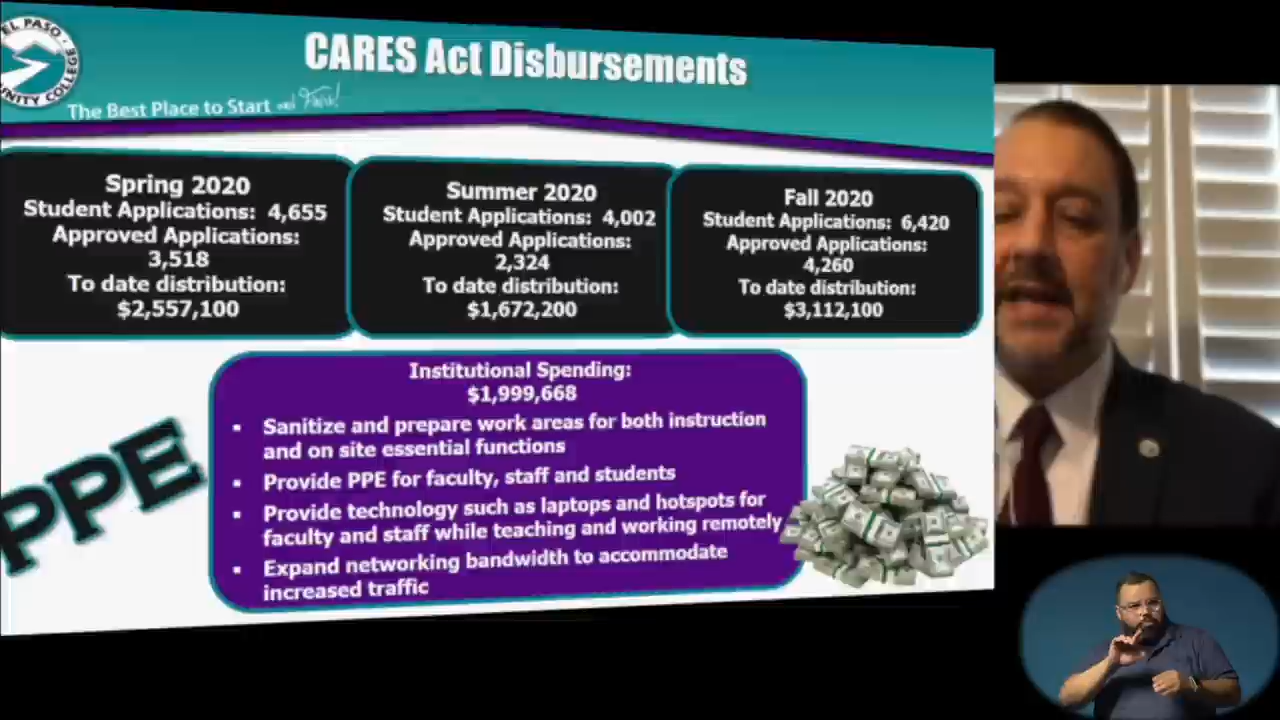 EL PASO
UNITY COLLEGE
The Best Place to Start and Finish!
CARES Act Disbursements
Spring 2020
Student Applications: 4,655
Approved Applications:
3,518
To date distribution:
$2,557,100
Summer 2020
Student Applications: 4,002
Approved Applications:
2,324
To date distribution:
$1,672,200
Fall 2020
Student Applications: 6,420
Approved Applications:
4,260
To date distribution:
$3,112,100
PPE
Institutional Spending:
$1,999,668
▪ Sanitize and prepare work areas for both instruction
and on site essential functions
▪ Provide PPE for faculty, staff and students
▪ Provide technology such as laptops and hotspots for
faculty and staff while teaching and working remotely
▪ Expand networking bandwidth to accommodate
increased traffic